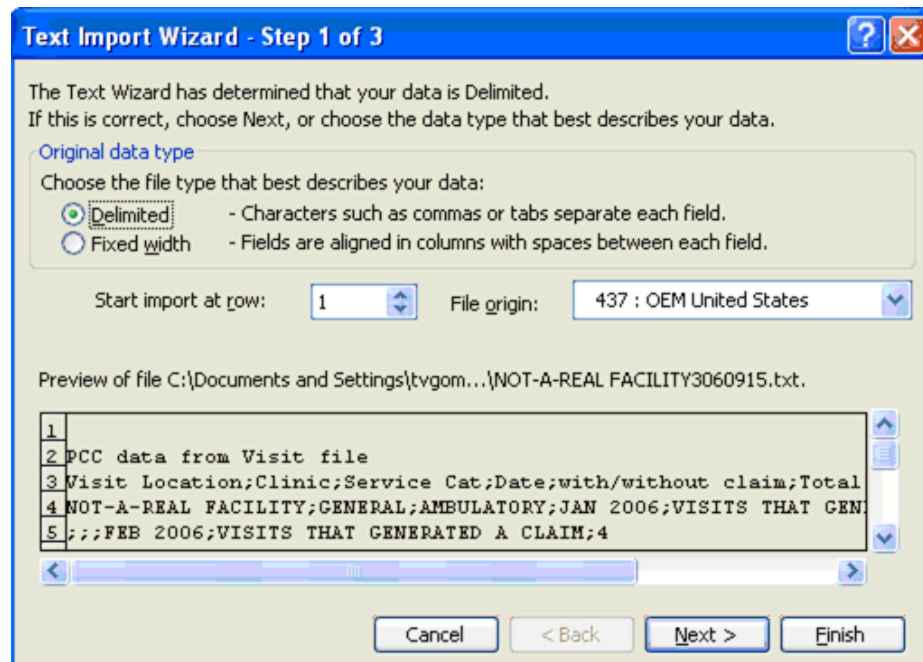 Text Import Wizard - Step 1 of 3
The Text Wizard has determined that your data is Delimited.
If this is correct, choose Next, or choose the data type that best describes your data.
Original data type
Choose the file type that best describes your data:
Delimited - Characters such as commas or tabs separate each field.
Fixed width - Fields are aligned in columns with spaces between each field.
Start import at row: 1 File origin: 437 : OEM United States
Preview of file C:\Documents and Settings\tvgom...\NOT-A-REAL FACILITY3060915.txt.
1
2 PCC data from Visit file
3 Visit Location;Clinic;Service Cat;Date;with/without claim;Total
4 NOT-A-REAL FACILITY;GENERAL;AMBULATORY;JAN 2006;VISITS THAT GEN
5 ;;;FEB 2006;VISITS THAT GENERATED A CLAIM;4
Cancel < Back Next > Finish